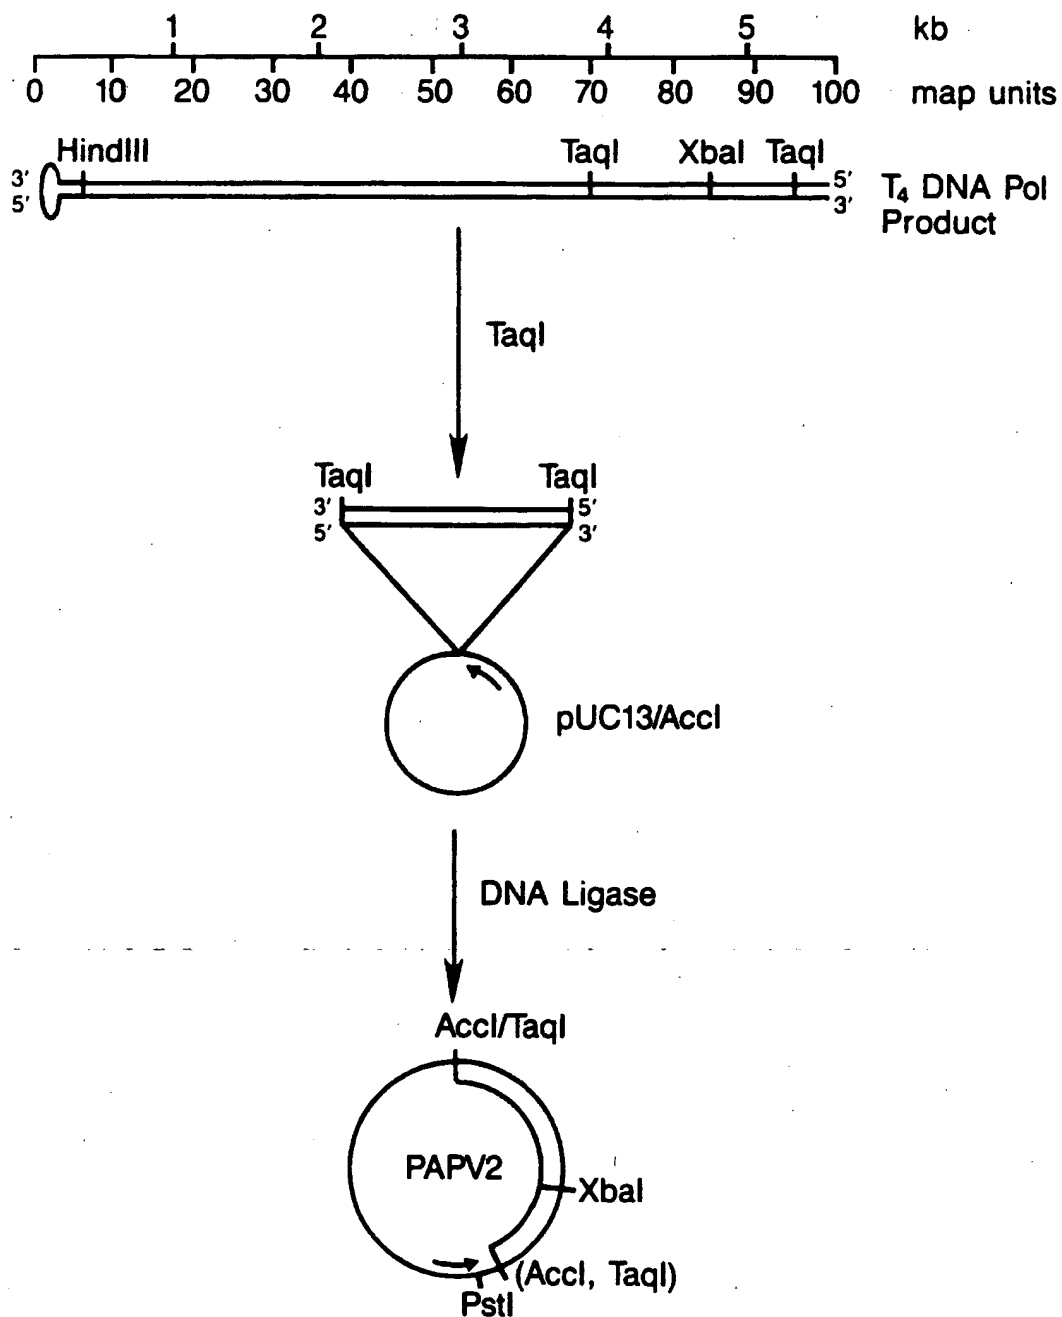 1 2 3 4 5 kb
0 10 20 30 40 50 60 70 80 90 100 map units
HindIII TaqI XbaI TaqI
3' 5'
5' 3'
T4 DNA Pol
Product
TaqI
TaqI TaqI
3' 5'
5' 3'
pUC13/AccI
DNA Ligase
AccI/TaqI
PAPV2
XbaI
(AccI, TaqI)
PstI